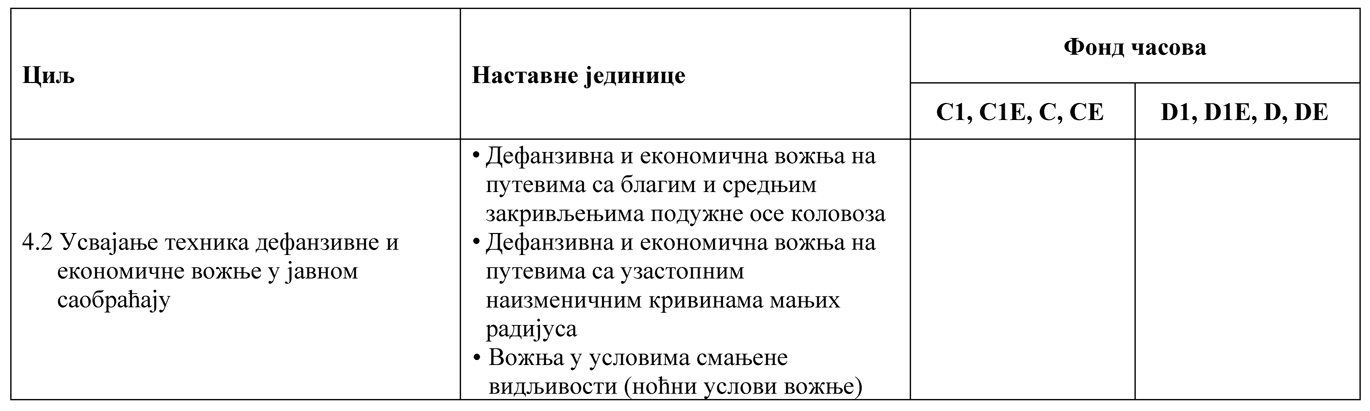 Циљ
Наставне јединице
Фонд часова
C1, C1E, C, CE
D1, D1E, D, DE
4.2 Усвајање техника дефанзивне и
економичне вожње у јавном
саобраћају
• Дефанзивна и економична вожња на
путевима са благим и средњим
закривљењима подужне осе коловоза
• Дефанзивна и економична вожња на
путевима са узастопним
наизменичним кривинама мањих
радијуса
• Вожња у условима смањене
видљивости (ноћни услови вожње)